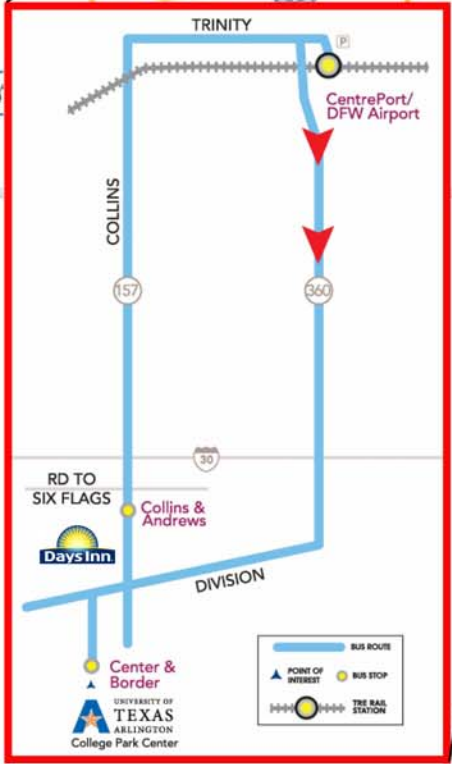 TRINITY
P
CentrePort/
DFW Airport
COLLINS
157
360
30
RD TO
SIX FLAGS
Collins &
Andrews
Days Inn
DIVISION
Center &
Border
UNIVERSITY OF
TEXAS
ARLINGTON
College Park Center
BUS ROUTE
POINT OF
INTEREST
BUS STOP
TRE RAIL
STATION